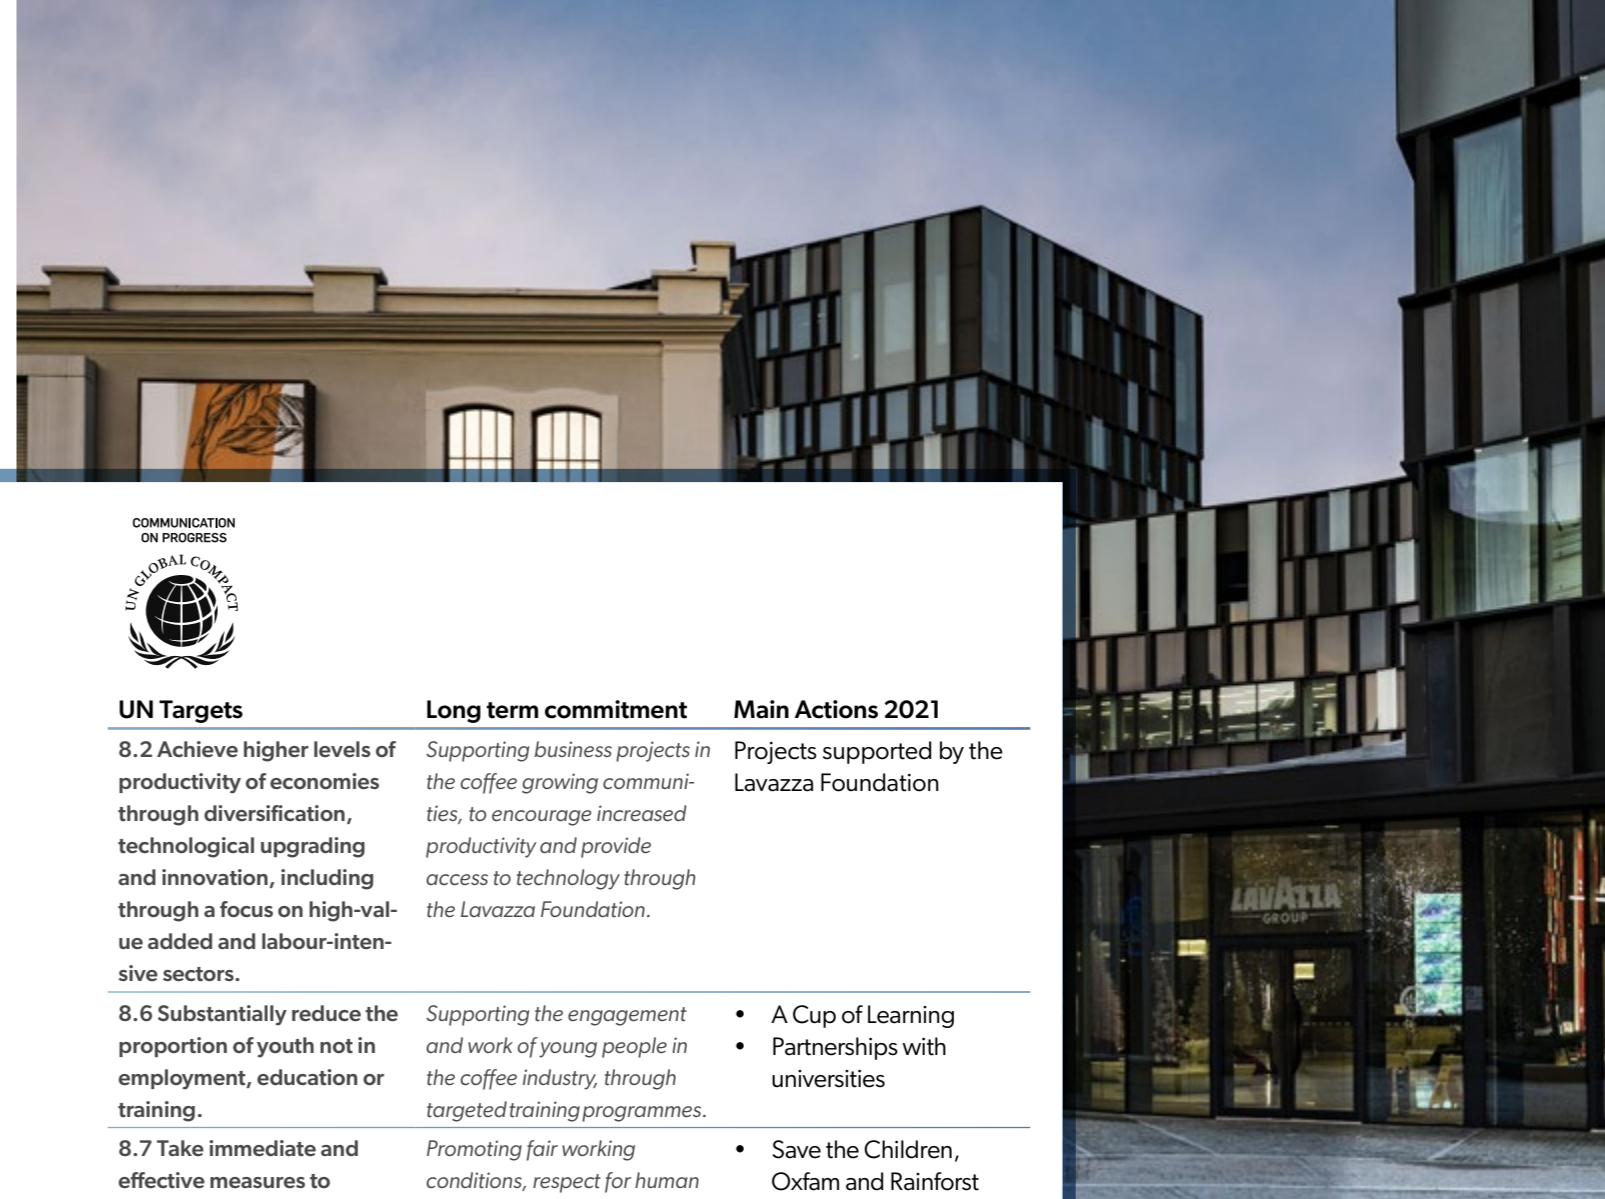 COMMUNICATION
ON PROGRESS
UN GLOBAL COMPACT
UN Targets
Long term commitment
Main Actions 2021
8.2 Achieve higher levels of
productivity of economies
through diversification,
technological upgrading
and innovation, including
through a focus on high-val-
ue added and labour-inten-
sive sectors.
Supporting business projects in
the coffee growing communi-
ties, to encourage increased
productivity and provide
access to technology through
the Lavazza Foundation.
Projects supported by the
Lavazza Foundation
8.6 Substantially reduce the
proportion of youth not in
employment, education or
training.
Supporting the engagement
and work of young people in
the coffee industry, through
targeted training programmes.
• A Cup of Learning
• Partnerships with
universities
8.7 Take immediate and
effective measures to
Promoting fair working
conditions, respect for human
• Save the Children,
Oxfam and Rainforst
LAVAZZA
GROUP